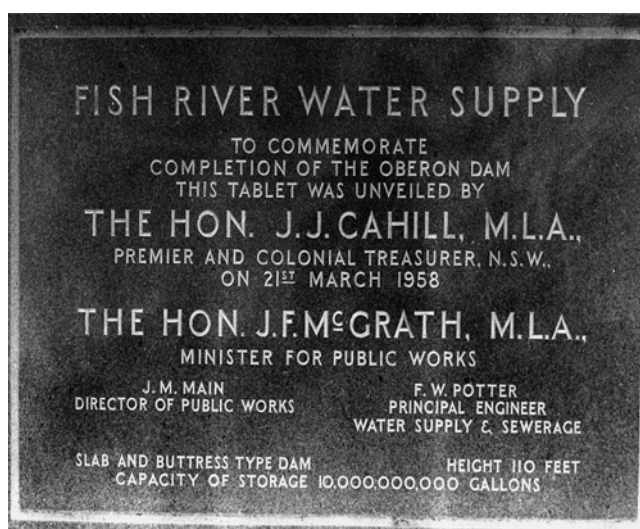 FISH RIVER WATER SUPPLY
TO COMMEMORATE
COMPLETION OF THE OBERON DAM
THIS TABLET WAS UNVEILED BY
THE HON. J.J. CAHILL, M.L.A.,
PREMIER AND COLONIAL TREASURER, N.S.W.,
ON 21ST MARCH 1958
THE HON. J.F. McGRATH, M.L.A.,
MINISTER FOR PUBLIC WORKS
J. M. MAIN
DIRECTOR OF PUBLIC WORKS
F. W. POTTER
PRINCIPAL ENGINEER
WATER SUPPLY & SEWERAGE
SLAB AND BUTTRESS TYPE DAM HEIGHT 110 FEET
CAPACITY OF STORAGE 10,000,000,000 GALLONS